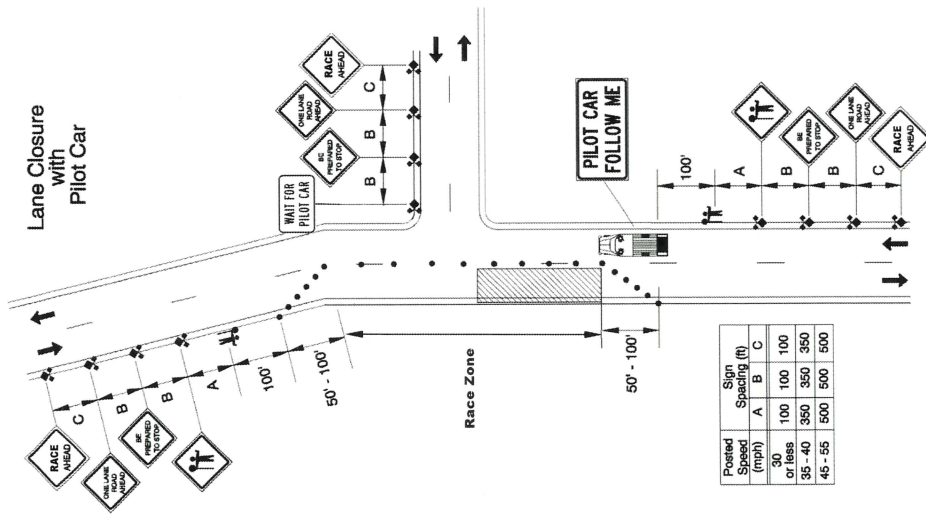 Lane Closure
with
Pilot Car
RACE
AHEAD
ONE LANE
ROAD
AHEAD
BE
PREPARED
TO STOP
WAIT FOR
PILOT CAR
C
B
B
PILOT CAR
FOLLOW ME
100'
A
B
B
C
BE
PREPARED
TO STOP
ONE LANE
ROAD
AHEAD
RACE
AHEAD
C
B
B
A
100'
50' - 100'
RACE
AHEAD
ONE LANE
ROAD
AHEAD
BE
PREPARED
TO STOP
Race Zone
50' - 100'
Posted Speed (mph) Sign Spacing (ft)
A B C
30 or less 100 100 100
35 - 40 350 350 350
45 - 55 500 500 500